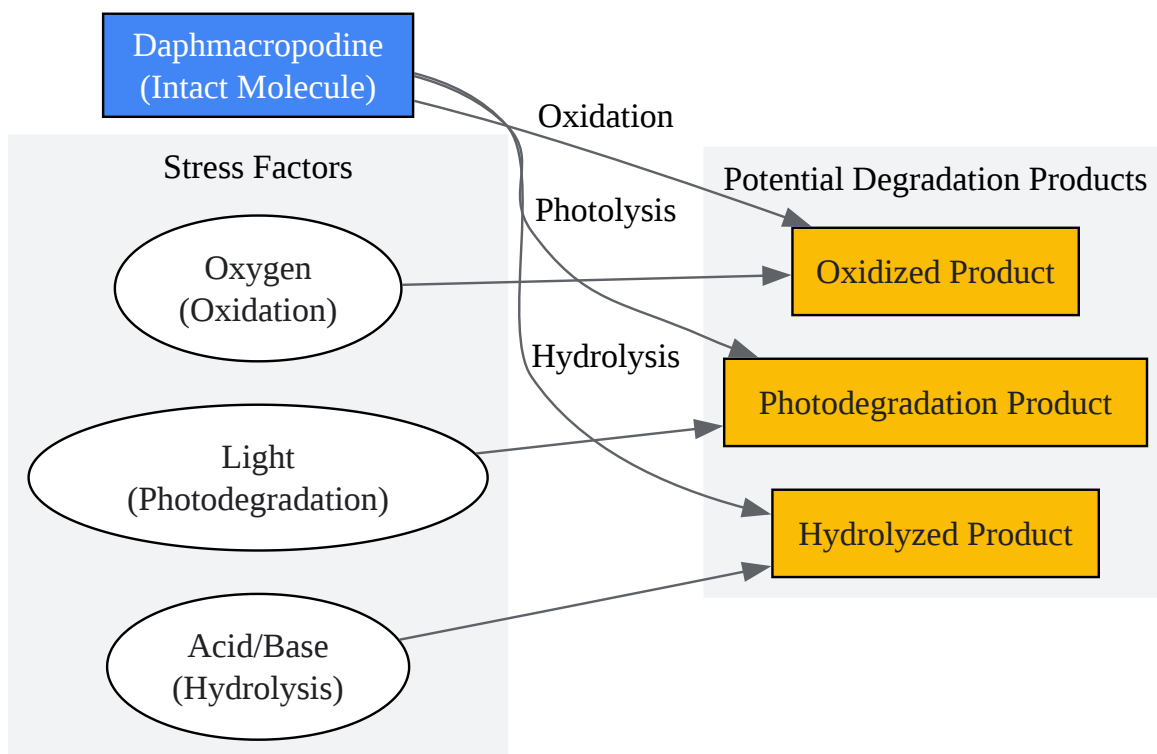 Daphmacropodine
(Intact Molecule)
Stress Factors
Oxygen
(Oxidation)
Light
(Photodegradation)
Acid/Base
(Hydrolysis)
Oxidation
Photolysis
Hydrolysis
Potential Degradation Products
Oxidized Product
Photodegradation Product
Hydrolyzed Product